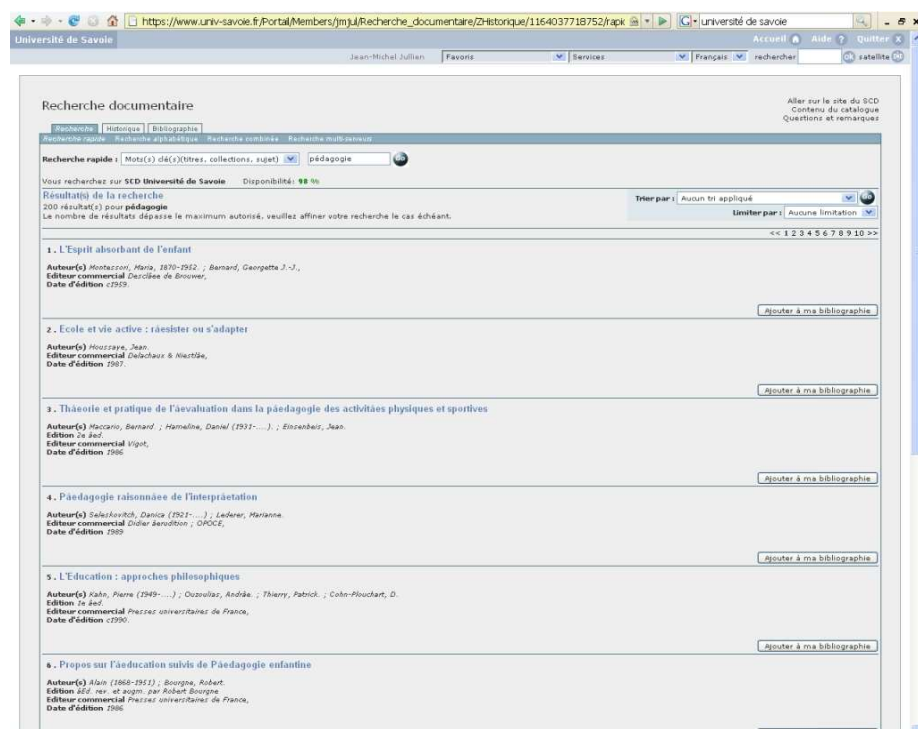 https://www.univ-savoie.fr/Portal/Members/jmjul/Recherche_documentaire/ZHistorique/1164037718752/rapid
G université de savoie
Université de Savoie Accueil Aide ? Quitter x
Jean-Michel Jullien Favoris Services Français rechercher ok satellite
Recherche documentaire
Aller sur le site du SCD
Contenu du catalogue
Questions et remarques
Recherche Historique Bibliographie
Recherche rapide Recherche alphabétique Recherche combinée Recherche multi-serveurs
Recherche rapide : Mots(s) clé(s)(titres, collections, sujet) pédagogie
Vous recherchez sur SCD Université de Savoie Disponibilité: 98 %
Résultat(s) de la recherche
200 résultat(s) pour pédagogie
Le nombre de résultats dépasse le maximum autorisé, veuillez affiner votre recherche le cas échéant.
Trier par : Aucun tri appliqué
Limiter par : Aucune limitation
<< 1 2 3 4 5 6 7 8 9 10 >>
1 . L'Esprit absorbant de l'enfant
Auteur(s) Montessori, Maria, 1870-1952. ; Bernard, Georgette J.-J.,
Editeur commercial Desclâee de Brouwer,
Date d'édition c1959.
Ajouter à ma bibliographie
2 . Ecole et vie active : râesister ou s'adapter
Auteur(s) Houssaye, Jean.
Editeur commercial Delachaux & Niestlâe,
Date d'édition 1987.
Ajouter à ma bibliographie
3 . Thâeorie et pratique de l'âevaluation dans la pâedagogie des activitâes physiques et sportives
Auteur(s) Maccario, Bernard. ; Hameline, Daniel (1931-....). ; Einsenbeis, Jean.
Edition 2e âed.
Editeur commercial Vigot,
Date d'édition 1986
Ajouter à ma bibliographie
4 . Pâedagogie raisonnâee de l'interprâetation
Auteur(s) Seleskovitch, Danica (1921-....) ; Lederer, Marianne.
Editeur commercial Didier âerudition ; OPOCE,
Date d'édition 1989
Ajouter à ma bibliographie
5 . L'Education : approches philosophiques
Auteur(s) Kahn, Pierre (1949-....) ; Ouzoulias, Andrâe. ; Thierry, Patrick. ; Cohn-Plouchart, D.
Edition 1e âed.
Editeur commercial Presses universitaires de France,
Date d'édition c1990.
Ajouter à ma bibliographie
6 . Propos sur l'âeducation suivis de Pâedagogie enfantine
Auteur(s) Alain (1868-1951) ; Bourgne, Robert.
Edition âEd. rev. et augm. par Robert Bourgne
Editeur commercial Presses universitaires de France,
Date d'édition 1986